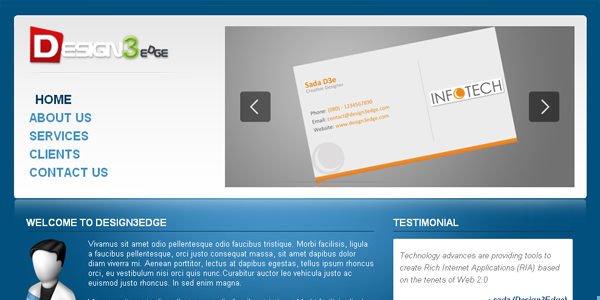 DESIGN3 EDGE
HOME
ABOUT US
SERVICES
CLIENTS
CONTACT US
Sada D3e
Creative Designer
Phone: (080) - 1234567890
Email: contact@design3edge.com
Website: www.design3edge.com
INFOTECH
WELCOME TO DESIGN3EDGE
Vivamus sit amet odio pellentesque odio faucibus tristique. Morbi facilisis, ligula
a faucibus pellentesque, orci justo consequat massa, sit amet dapibus dolor
diam viverra mi. Aenean porttitor, lectus at dapibus egestas, tellus ipsum rhoncus
orci, eu vestibulum nisi orci quis nunc.Curabitur auctor leo vehicula justo ac
euismod justo rhoncus. In sed enim magna.
TESTIMONIAL
Technology advances are providing tools to
create Rich Internet Applications (RIA) based
on the tenets of Web 2.0
- sada (Design3Edge)